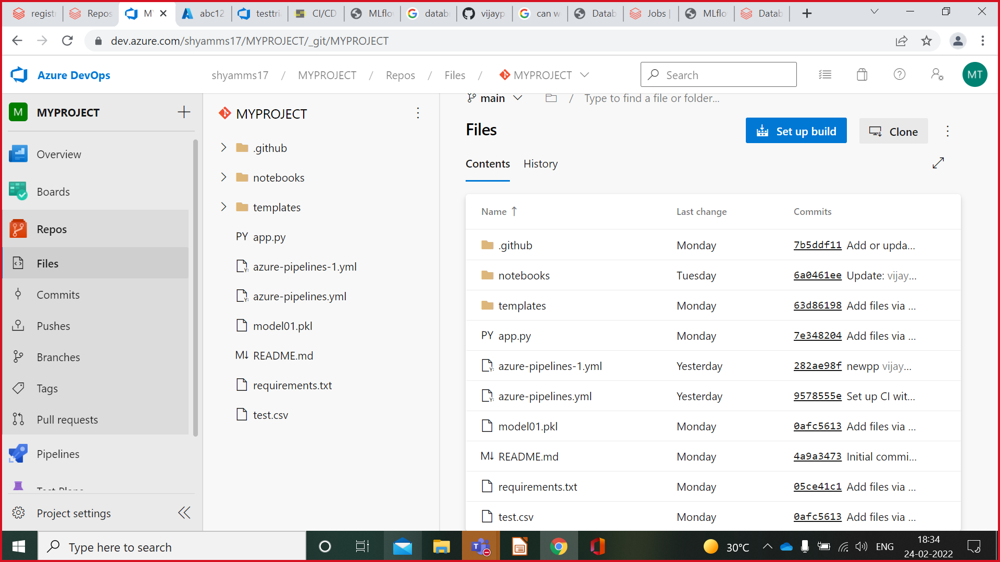 registr
Repos
MY
abc12
testtria
CI/CD
MLflow
datab
vijayp
can w
Datab
Jobs |
MLflo
Datab
dev.azure.com/shyamms17/MYPROJECT/_git/MYPROJECT
Azure DevOps
shyamms17 / MYPROJECT / Repos / Files / MYPROJECT
Search
MT
M MYPROJECT
Overview
Boards
Repos
Files
Commits
Pushes
Branches
Tags
Pull requests
Pipelines
Test Plans
Project settings
MYPROJECT
.github
notebooks
templates
PY app.py
azure-pipelines-1.yml
azure-pipelines.yml
model01.pkl
M↓ README.md
requirements.txt
test.csv
main / Type to find a file or folder...
Files
Set up build
Clone
Contents History
Name ↑ Last change Commits
.github Monday 7b5ddf11 Add or upda...
notebooks Tuesday 6a0461ee Update: vijay...
templates Monday 63d86198 Add files via ...
PY app.py Monday 7e348204 Add files via ...
azure-pipelines-1.yml Yesterday 282ae98f newpp vijay...
azure-pipelines.yml Yesterday 9578555e Set up CI wit...
model01.pkl Monday 0afc5613 Add files via ...
M↓ README.md Monday 4a9a3473 Initial commi...
requirements.txt Monday 05ce41c1 Add files via ...
test.csv Monday 0afc5613 Add files via ...
Type here to search
30°C
ENG
18:34
24-02-2022